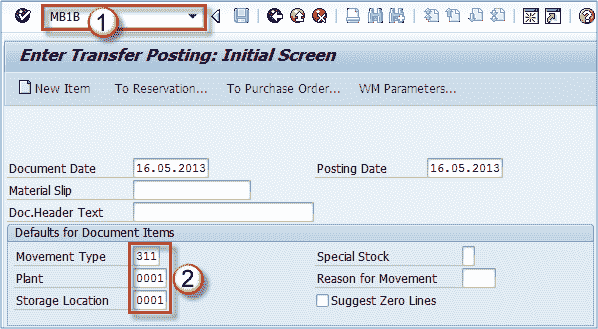 MB1B
1
Enter Transfer Posting: Initial Screen
New Item To Reservation... To Purchase Order... WM Parameters...
Document Date 16.05.2013 Posting Date 16.05.2013
Material Slip
Doc.Header Text
Defaults for Document Items
Movement Type 311 Special Stock
2
Plant 0001 Reason for Movement
Storage Location 0001 Suggest Zero Lines